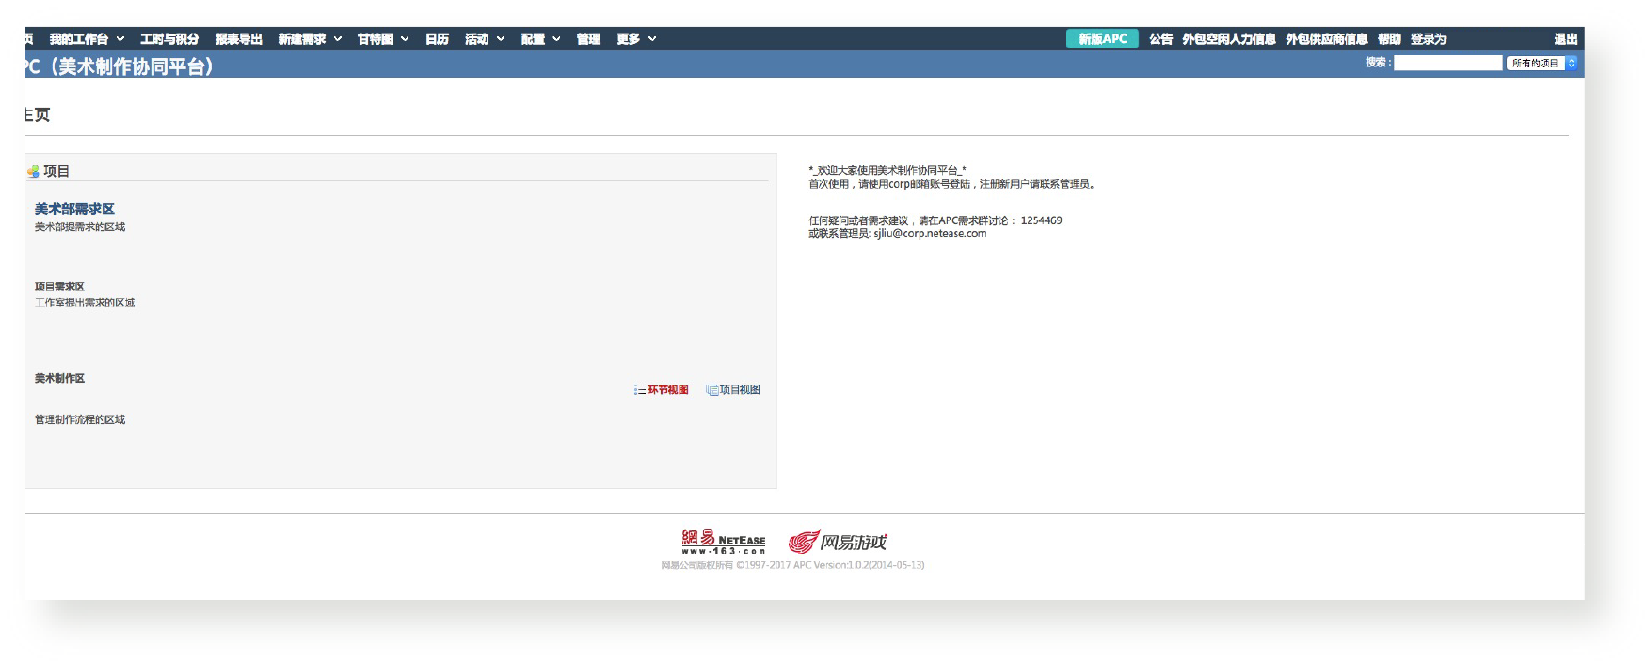 页 我的工作台 工时与积分 报表导出 新建需求 甘特图 日历 活动 配置 管理 更多 新版APC 公告 外包空闲人力信息 外包供应商信息 帮助 登录为 退出
PC（美术制作协同平台） 搜索： 所有的项目
主页
项目
美术部需求区
美术部提需求的区域
项目需求区
工作室提出需求的区域
美术制作区
环节视图 项目视图
管理制作流程的区域
*_欢迎大家使用美术制作协同平台_*
首次使用，请使用corp邮箱账号登陆，注册新用户请联系管理员。
任何疑问或者需求建议，请在APC需求群讨论： 1254469
或联系管理员: sjliu@corp.netease.com
網易 NETEASE 网易游戏
www.163.com
网易公司版权所有 ©1997-2017 APC Version:1.0.2(2014-05-13)